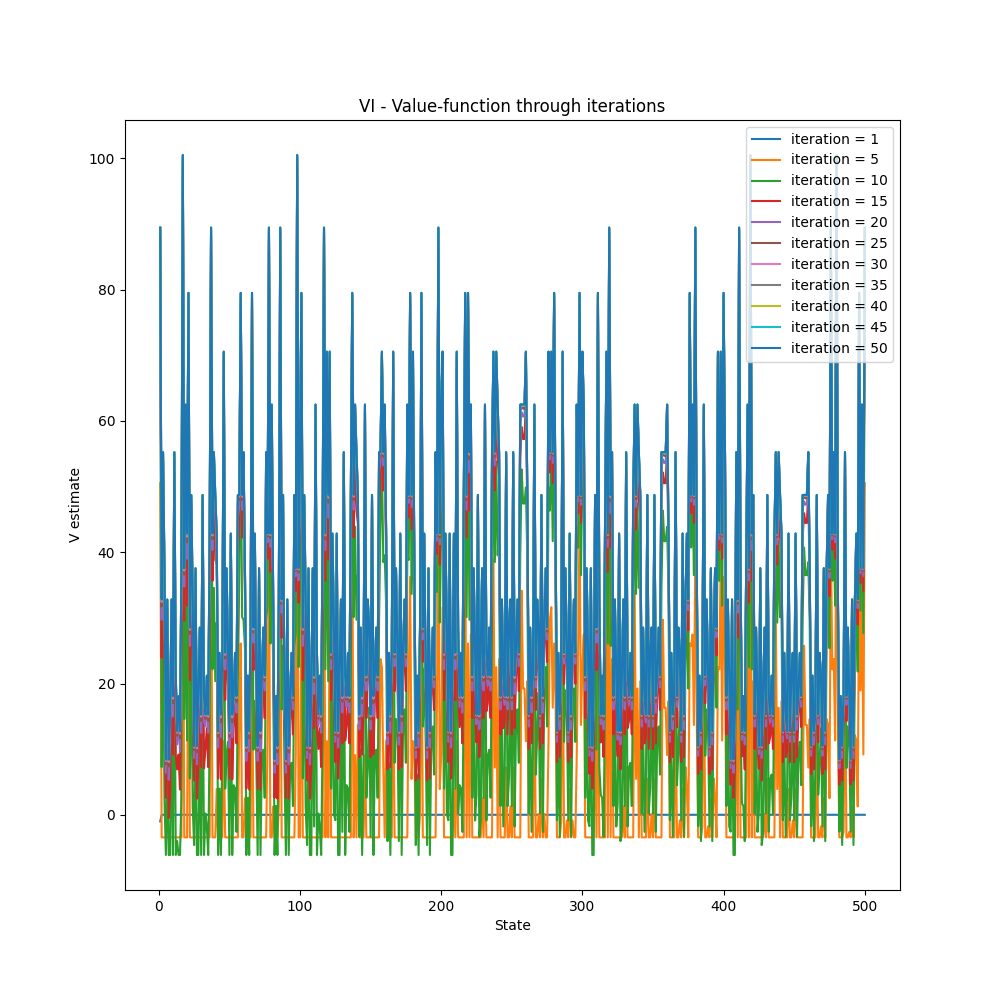 VI - Value-function through iterations
iteration = 1
iteration = 5
iteration = 10
iteration = 15
iteration = 20
iteration = 25
iteration = 30
iteration = 35
iteration = 40
iteration = 45
iteration = 50
100
80
60
40
20
0
V estimate
0 100 200 300 400 500
State